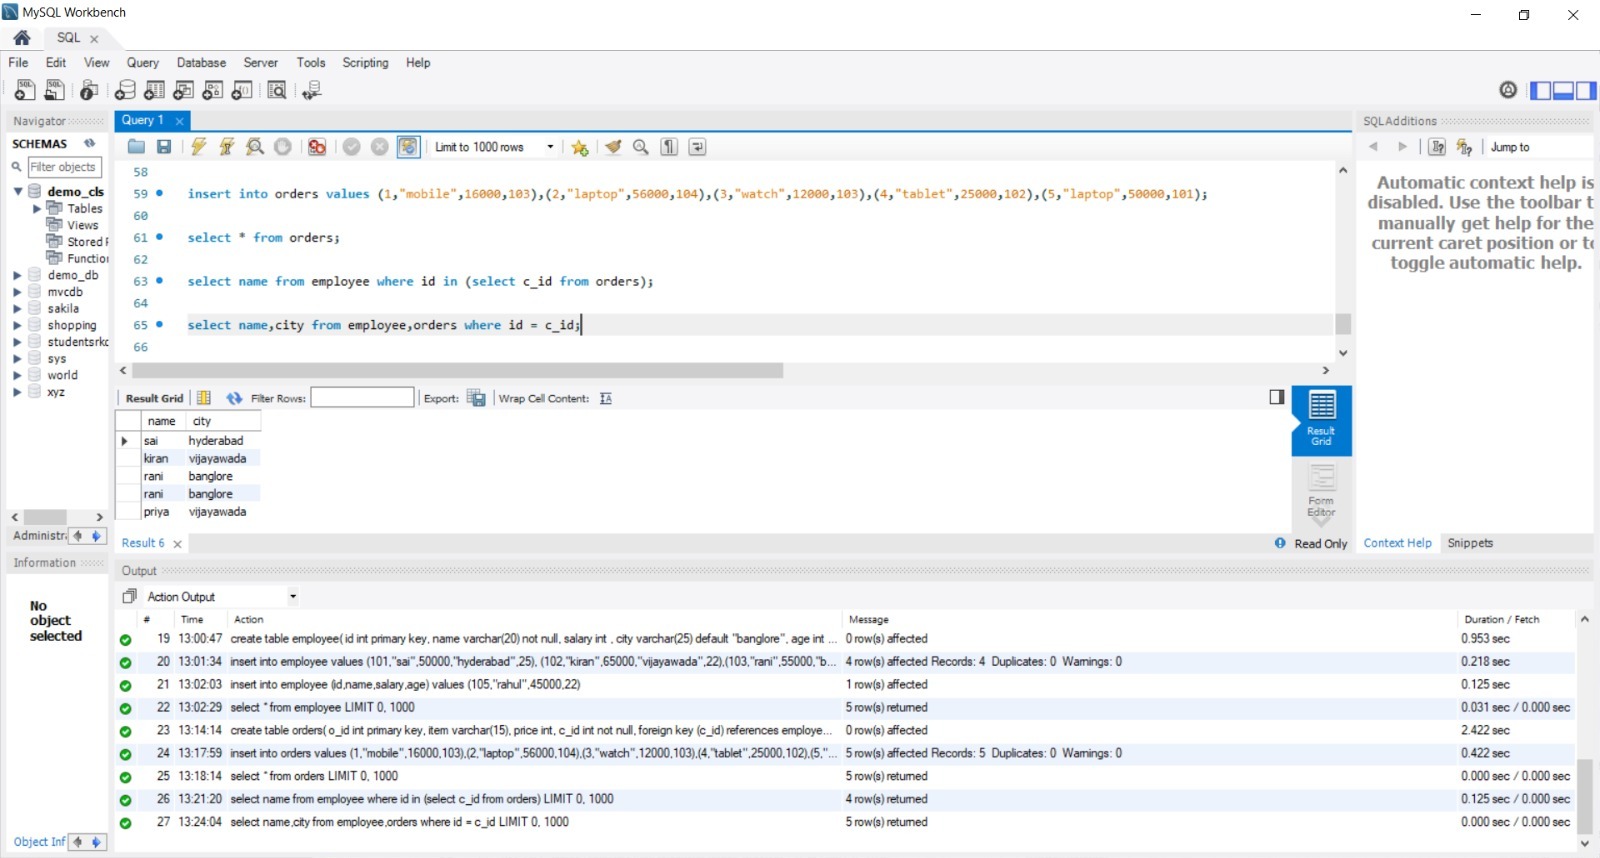 MySQL Workbench
SQL
File Edit View Query Database Server Tools Scripting Help
Navigator
SCHEMAS
Filter objects
demo_cls
Tables
Views
Stored P
Functior
demo_db
mvcdb
sakila
shopping
studentsrkc
sys
world
xyz
Administra
Information
No
object
selected
Object Inf
Query 1
Limit to 1000 rows
58
59 insert into orders values (1,"mobile",16000,103),(2,"laptop",56000,104),(3,"watch",12000,103),(4,"tablet",25000,102),(5,"laptop",50000,101);
60
61 select * from orders;
62
63 select name from employee where id in (select c_id from orders);
64
65 select name,city from employee,orders where id = c_id;
66
Result Grid Filter Rows: Export: Wrap Cell Content:
name city
sai hyderabad
kiran vijayawada
rani banglore
rani banglore
priya vijayawada
Result Grid
Form Editor
Result 6
Read Only
SQLAdditions
Jump to
Automatic context help is
disabled. Use the toolbar t
manually get help for the
current caret position or to
toggle automatic help.
Context Help Snippets
Output
Action Output
# Time Action Message Duration / Fetch
19 13:00:47 create table employee( id int primary key, name varchar(20) not null, salary int , city varchar(25) default "banglore", age int ... 0 row(s) affected 0.953 sec
20 13:01:34 insert into employee values (101,"sai",50000,"hyderabad",25), (102,"kiran",65000,"vijayawada",22),(103,"rani",55000,"b... 4 row(s) affected Records: 4 Duplicates: 0 Warnings: 0 0.218 sec
21 13:02:03 insert into employee (id,name,salary,age) values (105,"rahul",45000,22) 1 row(s) affected 0.125 sec
22 13:02:29 select * from employee LIMIT 0, 1000 5 row(s) returned 0.031 sec / 0.000 sec
23 13:14:14 create table orders( o_id int primary key, item varchar(15), price int, c_id int not null, foreign key (c_id) references employe... 0 row(s) affected 2.422 sec
24 13:17:59 insert into orders values (1,"mobile",16000,103),(2,"laptop",56000,104),(3,"watch",12000,103),(4,"tablet",25000,102),(5,"... 5 row(s) affected Records: 5 Duplicates: 0 Warnings: 0 0.422 sec
25 13:18:14 select * from orders LIMIT 0, 1000 5 row(s) returned 0.000 sec / 0.000 sec
26 13:21:20 select name from employee where id in (select c_id from orders) LIMIT 0, 1000 4 row(s) returned 0.125 sec / 0.000 sec
27 13:24:04 select name,city from employee,orders where id = c_id LIMIT 0, 1000 5 row(s) returned 0.000 sec / 0.000 sec